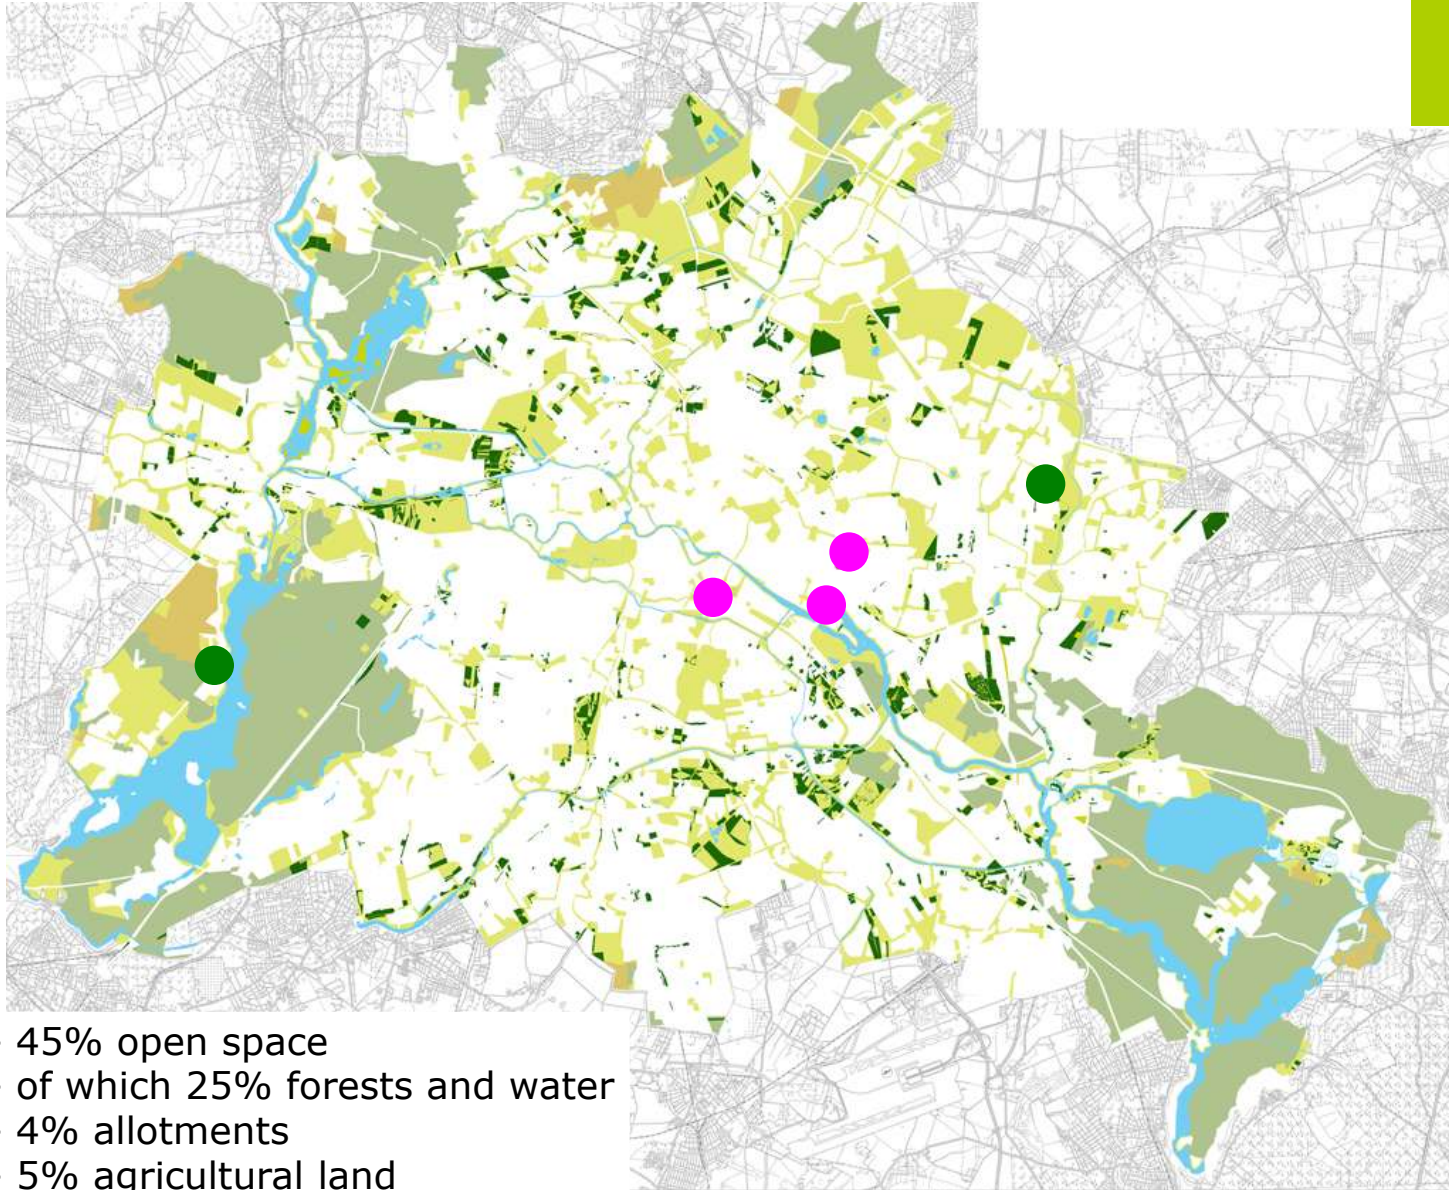 45% open space
of which 25% forests and water
4% allotments
5% agricultural land